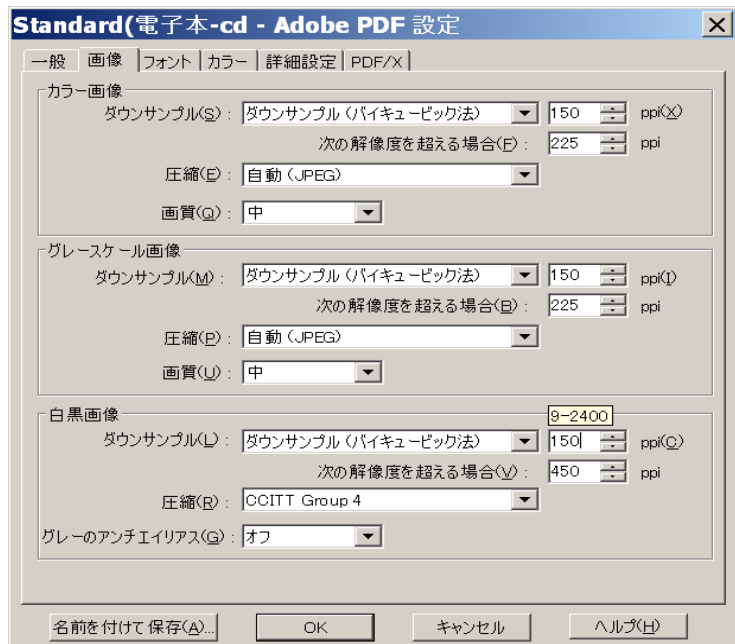 Standard(電子本-cd - Adobe PDF 設定
一般 画像 フォント カラー 詳細設定 PDF/X
カラー画像
ダウンサンプル(S): ダウンサンプル (バイキュービック法) 150 ppi(X)
次の解像度を超える場合(F): 225 ppi
圧縮(E): 自動 (JPEG)
画質(Q): 中
グレースケール画像
ダウンサンプル(M): ダウンサンプル (バイキュービック法) 150 ppi(I)
次の解像度を超える場合(B): 225 ppi
圧縮(P): 自動 (JPEG)
画質(U): 中
白黒画像
9-2400
ダウンサンプル(L): ダウンサンプル (バイキュービック法) 150 ppi(C)
次の解像度を超える場合(V): 450 ppi
圧縮(R): CCITT Group 4
グレーのアンチエイリアス(G): オフ
名前を付けて保存(A)... OK キャンセル ヘルプ(H)